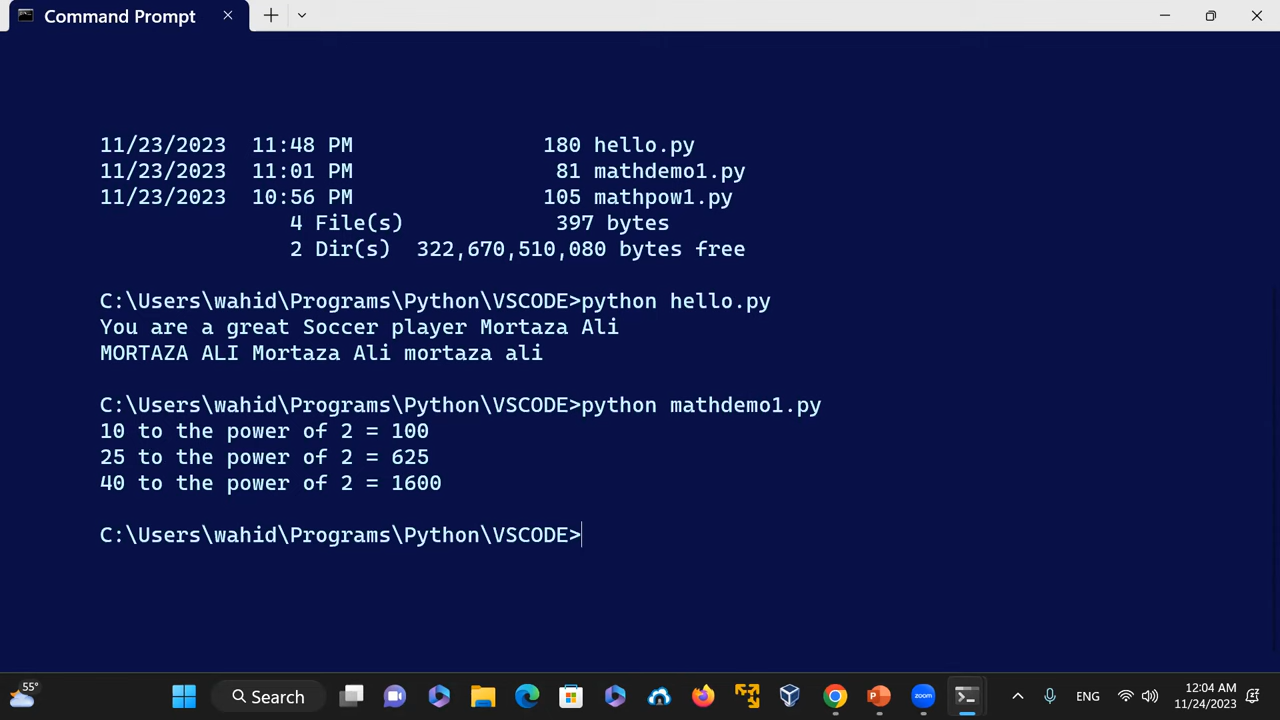 Command Prompt
11/23/2023  11:48 PM               180 hello.py
11/23/2023  11:01 PM                81 mathdemo1.py
11/23/2023  10:56 PM               105 mathpow1.py
               4 File(s)            397 bytes
               2 Dir(s)  322,670,510,080 bytes free
C:\Users\wahid\Programs\Python\VSCODE>python hello.py
You are a great Soccer player Mortaza Ali
MORTAZA ALI Mortaza Ali mortaza ali
C:\Users\wahid\Programs\Python\VSCODE>python mathdemo1.py
10 to the power of 2 = 100
25 to the power of 2 = 625
40 to the power of 2 = 1600
C:\Users\wahid\Programs\Python\VSCODE>
55°
Search
zoom
ENG
12:04 AM
11/24/2023